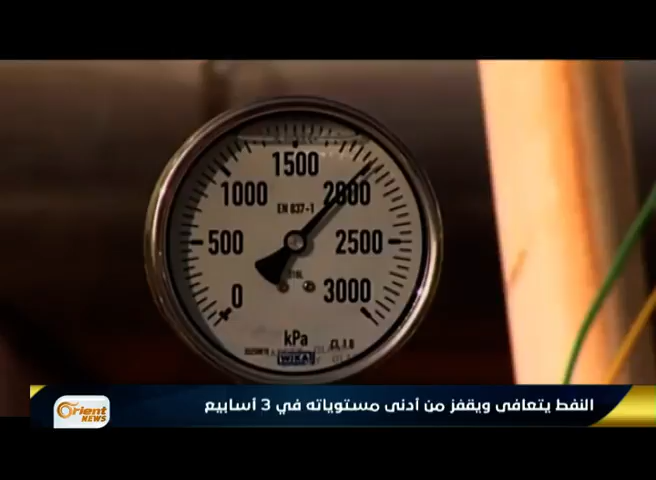 1500
1000
2000
EN 837-1
500
2500
316L
0
3000
kPa
CL 1.0
WIKA
النفط يتعافى ويقفز من أدنى مستوياته في 3 أسابيع
Orient
NEWS